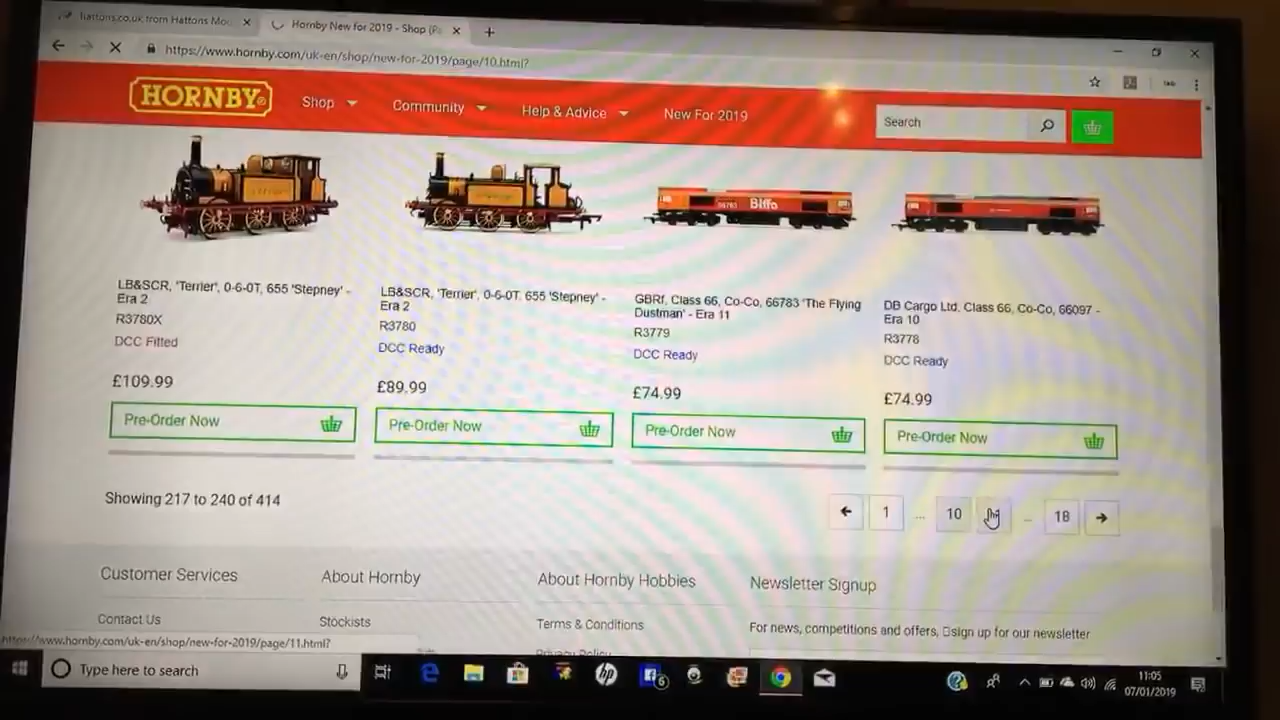 hattons.co.uk from Hattons Mo
Hornby New for 2019 - Shop (Pa
https://www.hornby.com/uk-en/shop/new-for-2019/page/10.html?
HORNBY
Shop
Community
Help & Advice
New For 2019
Search
66783 Biffa
LB&SCR, 'Terrier', 0-6-0T, 655 'Stepney' -
Era 2
R3780X
DCC Fitted
£109.99
Pre-Order Now
LB&SCR, 'Terrier', 0-6-0T, 655 'Stepney' -
Era 2
R3780
DCC Ready
£89.99
Pre-Order Now
GBRf, Class 66, Co-Co, 66783 'The Flying
Dustman' - Era 11
R3779
DCC Ready
£74.99
Pre-Order Now
DB Cargo Ltd, Class 66, Co-Co, 66097 -
Era 10
R3778
DCC Ready
£74.99
Pre-Order Now
Showing 217 to 240 of 414
1 ... 10 ... 18
Customer Services
About Hornby
About Hornby Hobbies
Newsletter Signup
Contact Us
Stockists
Terms & Conditions
For news, competitions and offers, sign up for our newsletter
Privacy Policy
https://www.hornby.com/uk-en/shop/new-for-2019/page/11.html?
Type here to search
hp
6
11:05
07/01/2019